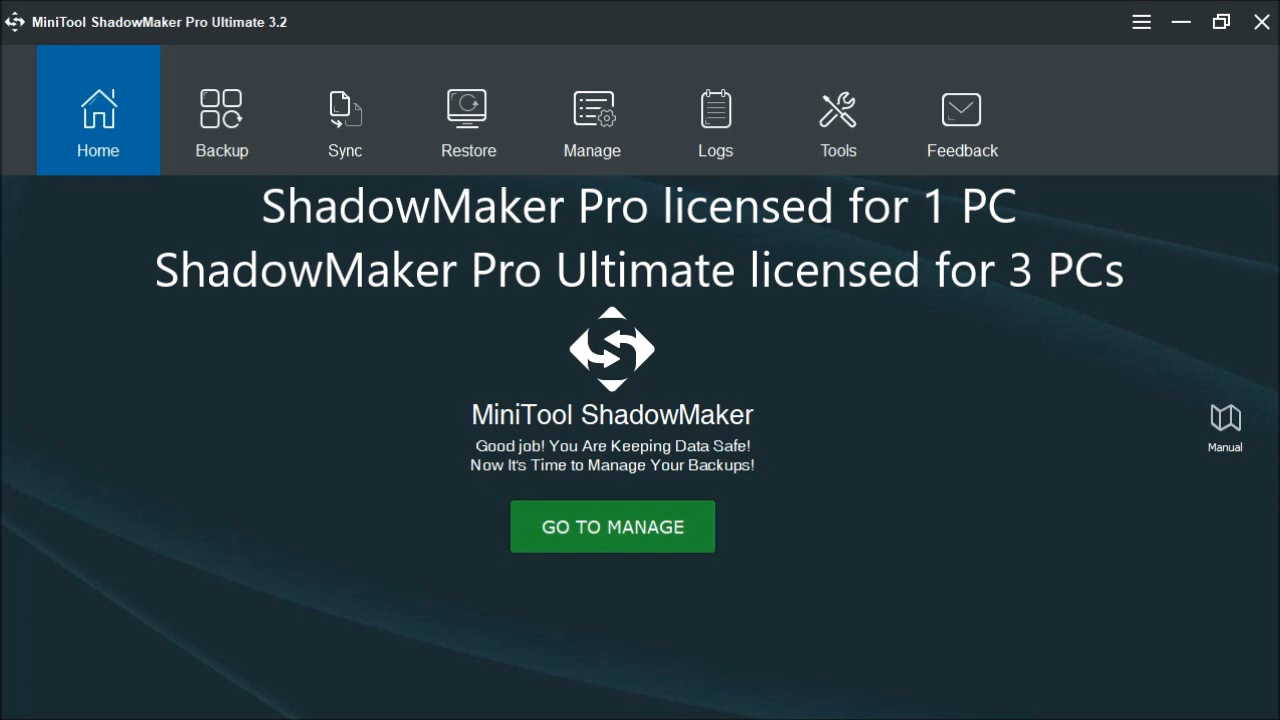 MiniTool ShadowMaker Pro Ultimate 3.2
Home
Backup
Sync
Restore
Manage
Logs
Tools
Feedback
ShadowMaker Pro licensed for 1 PC
ShadowMaker Pro Ultimate licensed for 3 PCs
MiniTool ShadowMaker
Good job! You Are Keeping Data Safe!
Now It's Time to Manage Your Backups!
Manual
GO TO MANAGE